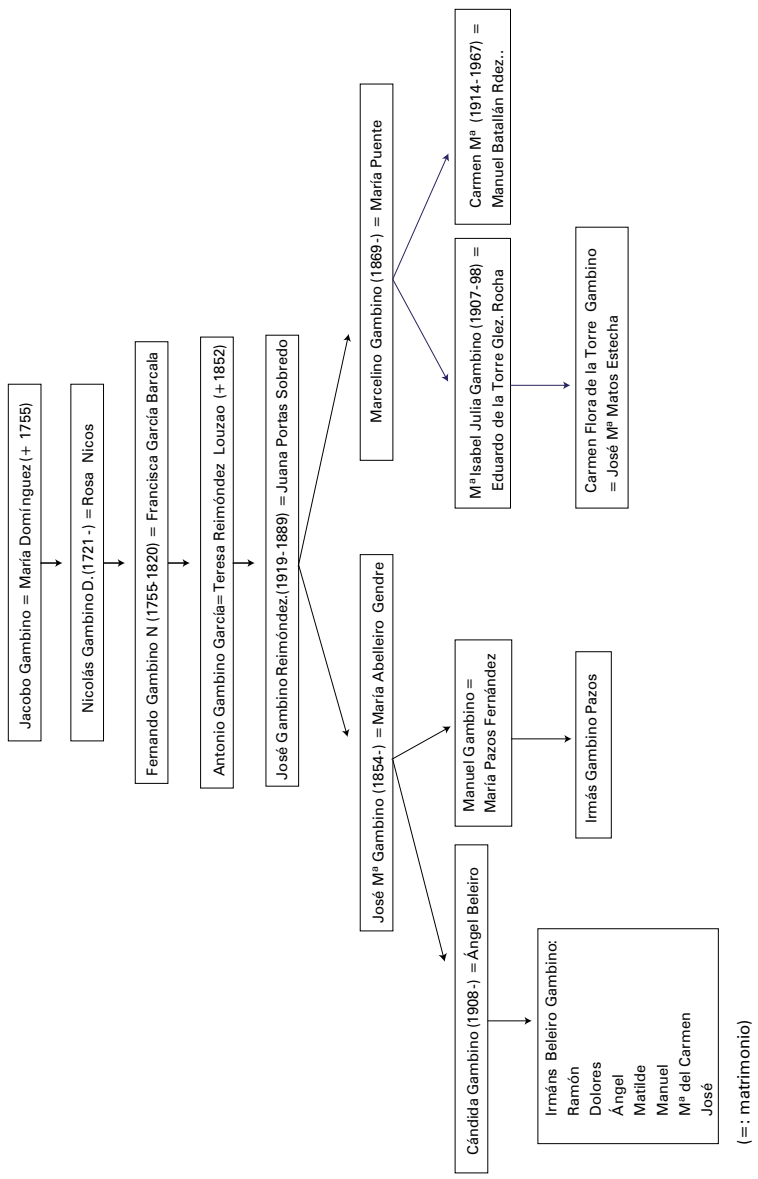 Jacobo Gambino = María Domínguez (+ 1755)
Nicolás Gambino D.(1721 -) = Rosa Nicos
Fernando Gambino N (1755-1820) = Francisca García Barcala
Antonio Gambino García= Teresa Reimóndez Louzao (+ 1852)
José Gambino Reimóndez.(1919-1889) = Juana Portas Sobredo
José Mª Gambino (1854-) = María Abelleiro Gendre
Marcelino Gambino (1869-) = María Puente
Cándida Gambino (1908-) = Ángel Beleiro
Manuel Gambino =
María Pazos Fernández
Mª Isabel Julia Gambino (1907-98) =
Eduardo de la Torre Glez. Rocha
Carmen Mª (1914-1967) =
Manuel Batallán Rdez..
Irmáns Beleiro Gambino:
Ramón
Dolores
Ángel
Matilde
Manuel
Mª del Carmen
José
Irmás Gambino Pazos
Carmen Flora de la Torre Gambino
= José Mª Matos Estecha
(=: matrimonio)